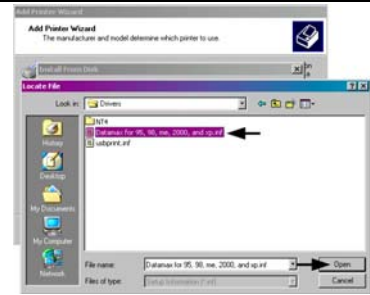 Add Printer Wizard
Add Printer Wizard
The manufacturer and model determine which printer to use.
Install From Disk
Locate File
Look in: Drivers
NT4
Datamax for 95, 98, me, 2000, and xp.inf
usbprint.inf
History
Desktop
My Documents
My Computer
Network
File name: Datamax for 95, 98, me, 2000, and xp.inf
Open
Files of type: Setup Information (*.inf)
Cancel